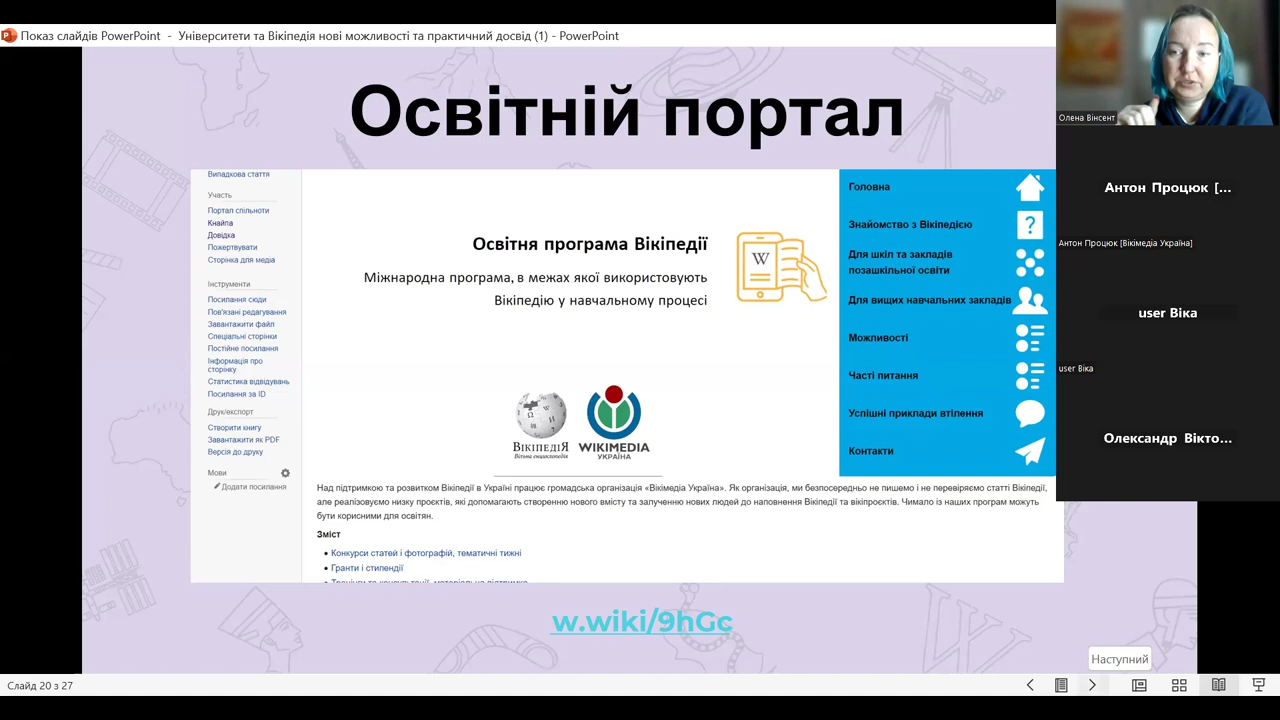 Показ слайдів PowerPoint - Університети та Вікіпедія нові можливості та практичний досвід (1) - PowerPoint
Освітній портал
Випадкова стаття
Участь
Портал спільноти
Кнайпа
Довідка
Пожертвувати
Сторінка для медіа
Інструменти
Посилання сюди
Пов'язані редагування
Завантажити файл
Спеціальні сторінки
Постійне посилання
Інформація про
сторінку
Статистика відвідувань
Посилання за ID
Друк/експорт
Створити книгу
Завантажити як PDF
Версія до друку
Мови
Додати посилання
Освітня програма Вікіпедії
Міжнародна програма, в межах якої використовують
Вікіпедію у навчальному процесі
W
ВІКІПЕДІЯ
Вільна енциклопедія
WIKIMEDIA
УКРАЇНА
Головна
Знайомство з Вікіпедією
?
Для шкіл та закладів
позашкільної освіти
Для вищих навчальних закладів
Можливості
Часті питання
Успішні приклади втілення
Контакти
Над підтримкою та розвитком Вікіпедії в Україні працює громадська організація «Вікімедіа Україна». Як організація, ми безпосередньо не пишемо і не перевіряємо статті Вікіпедії,
але реалізовуємо низку проєктів, які допомагають створенню нового вмісту та залученню нових людей до наповнення Вікіпедії та вікіпроєктів. Чимало із наших програм можуть
бути корисними для освітян.
Зміст
Конкурси статей і фотографій, тематичні тижні
Гранти і стипендії
Тренінги та консультації, матеріальна підтримка
w.wiki/9hGc
Наступний
Слайд 20 з 27
Олена Вінсент
Антон Процюк [...
Антон Процюк [Вікімедіа Україна]
user Віка
user Віка
Олександр Вікто...